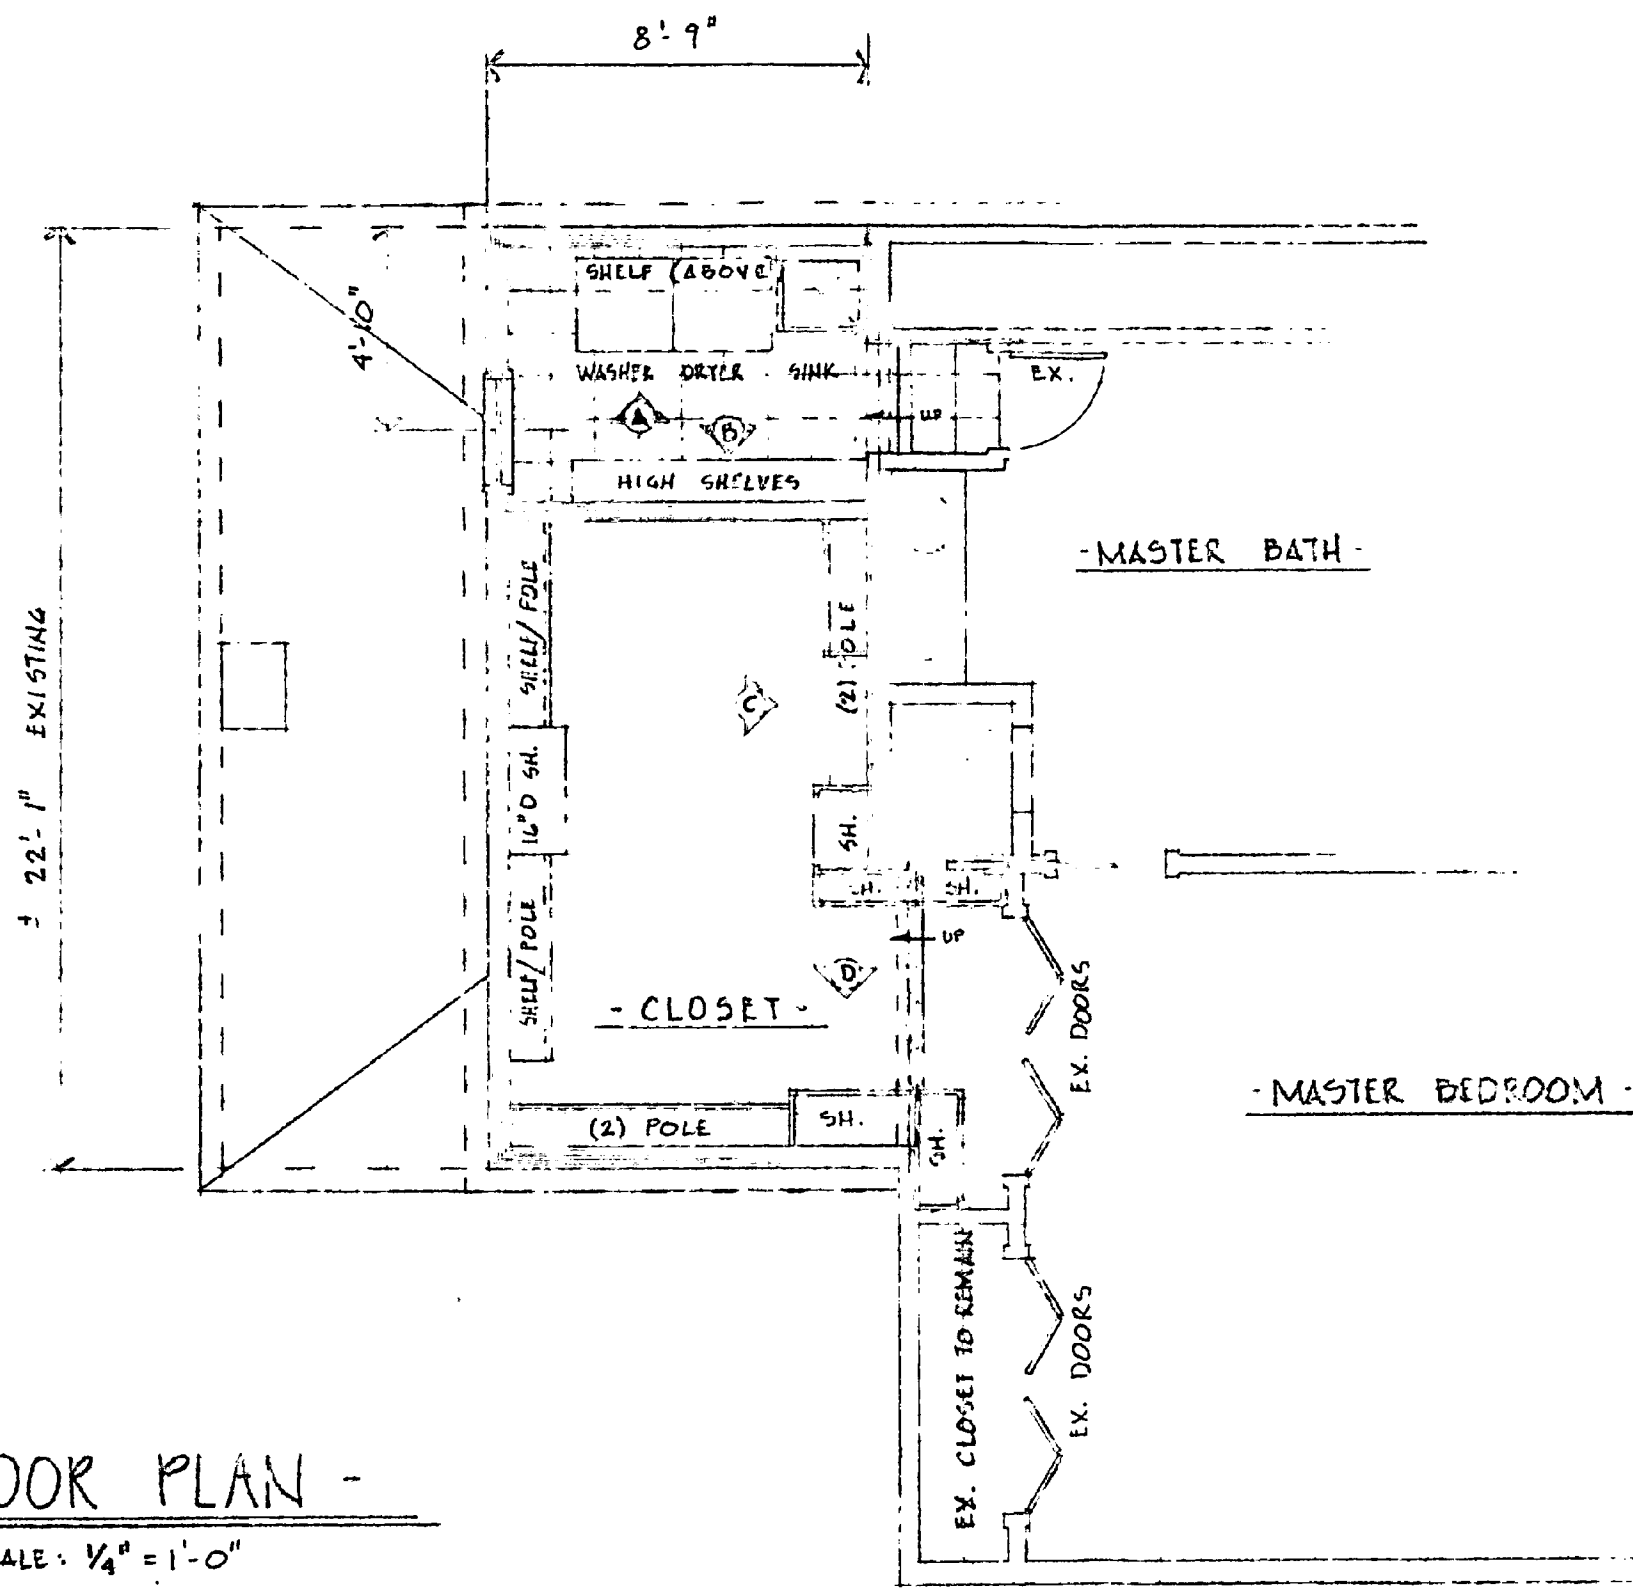 8'-9"
SHELF (ABOVE
4'-10"
WASHER DRYER SINK
EX.
A
UP
B
HIGH SHELVES
- MASTER BATH -
SHELF/POLE
(2) POLE
C
± 22'-1" EXISTING
16"D SH.
SH.
SH.
SH.
UP
D
SHELF/POLE
- CLOSET -
EX. DOORS
- MASTER BEDROOM -
(2) POLE
SH.
SH.
EX. CLOSET TO REMAIN
EX. DOORS
OOR PLAN -
ALE: 1/4" = 1'-0"